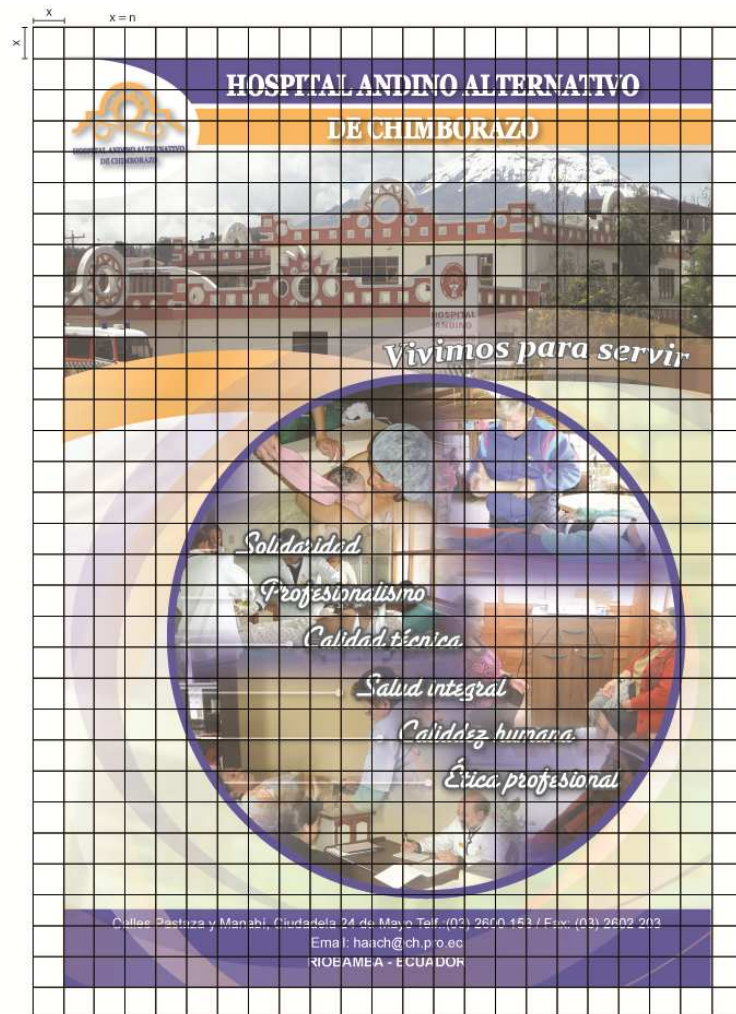 x
x = n
x
HOSPITAL ANDINO ALTERNATIVO
DE CHIMBORAZO
HOSPITAL ANDINO ALTERNATIVO
DE CHIMBORAZO
HOSPITAL
ANDINO
Vivimos para servir
Solidaridad
Profesionalismo
Calidad técnica
Salud integral
Caliddez humana
Ética profesional
Calles Pastaza y Manabí, Ciudadela 24 de Mayo Telf.:(03) 2600 153 / Fax: (03) 2602 203
Email: haach@ch.pro.ec
RIOBAMBA - ECUADOR